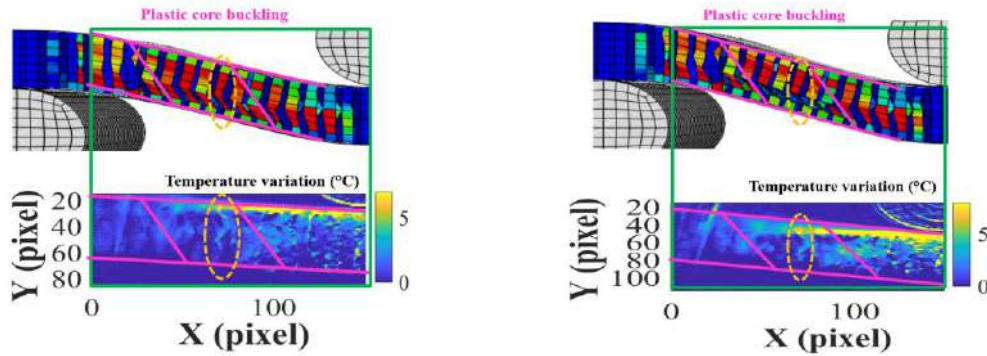 Plastic core buckling
Temperature variation (°C)
20
40
60
80
Y (pixel)
0
100
X (pixel)
5
0
Plastic core buckling
Temperature variation (°C)
20
40
60
80
100
Y (pixel)
0
100
X (pixel)
5
0